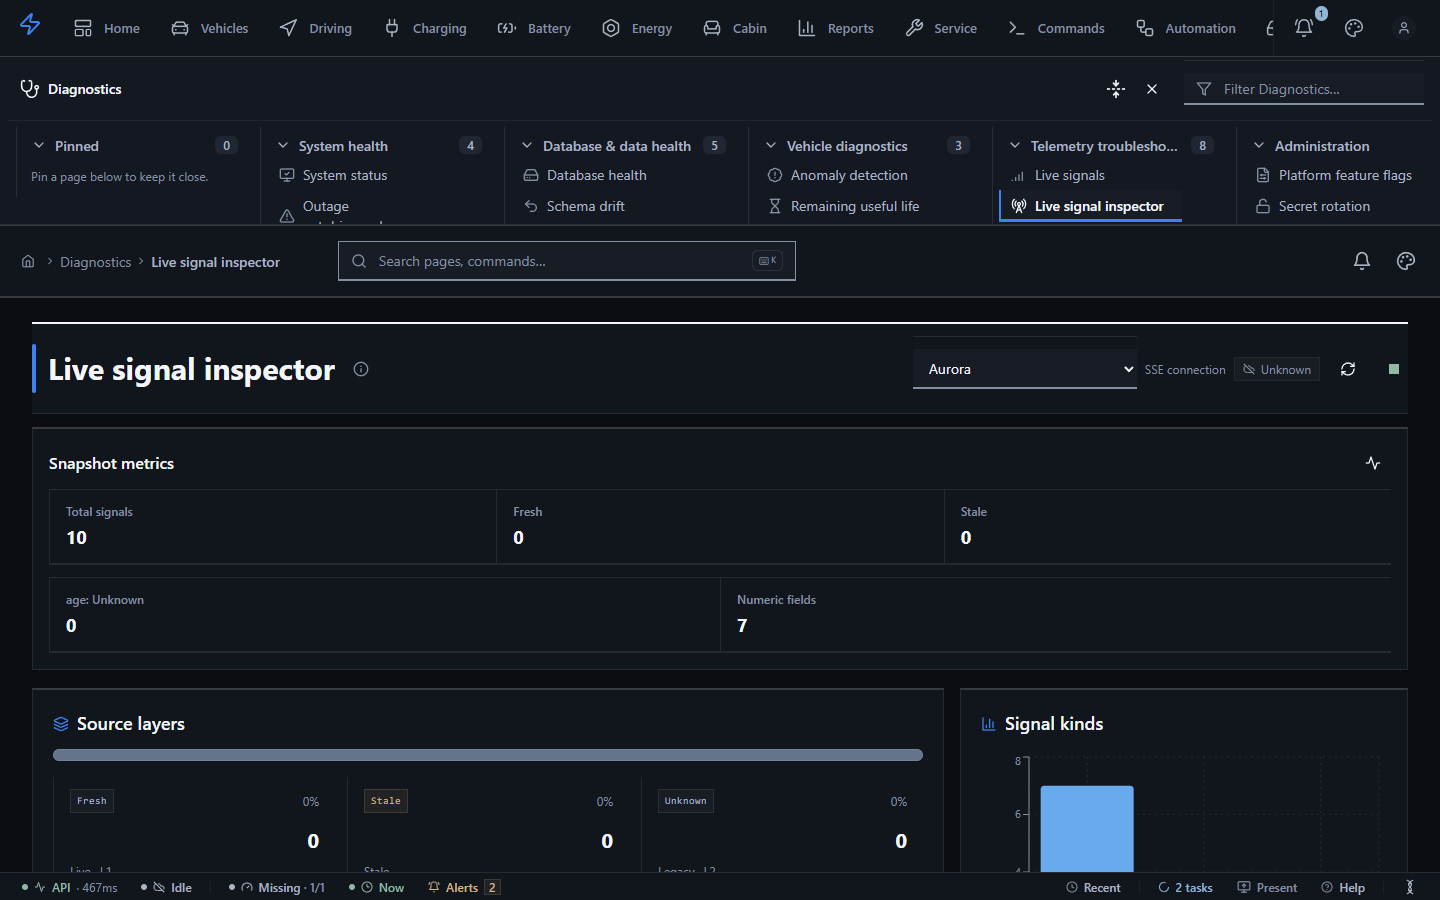 Home Vehicles Driving Charging Battery Energy Cabin Reports Service Commands Automation 1
Diagnostics Filter Diagnostics...
Pinned 0 System health 4 Database & data health 5 Vehicle diagnostics 3 Telemetry troublesho... 8 Administration
Pin a page below to keep it close. System status Database health Anomaly detection Live signals Platform feature flags
Outage Schema drift Remaining useful life Live signal inspector Secret rotation
Diagnostics Live signal inspector Search pages, commands... K
Live signal inspector Aurora SSE connection Unknown
Snapshot metrics
Total signals Fresh Stale
10 0 0
age: Unknown Numeric fields
0 7
Source layers Signal kinds
8
Fresh 0% Stale 0% Unknown 0%
6
0 0 0
Live L1 Stale Legacy L2
4
API · 467ms Idle Missing · 1/1 Now Alerts 2 Recent 2 tasks Present Help